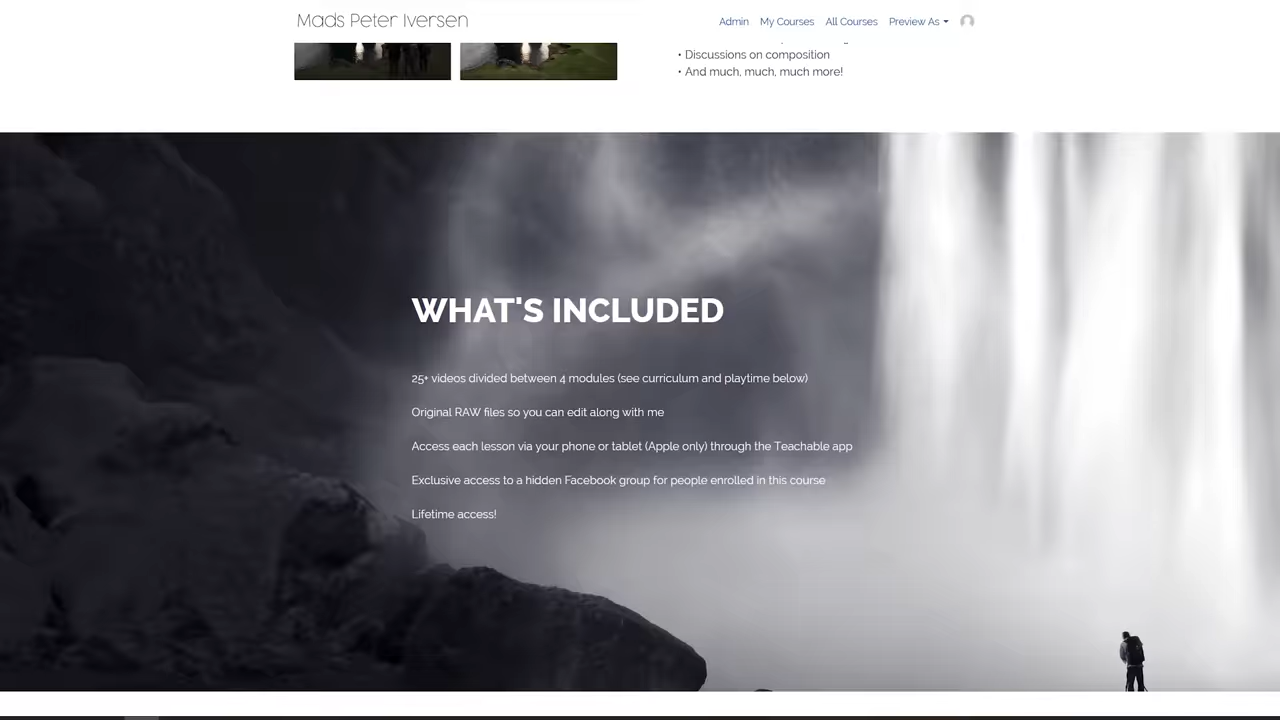 Mads Peter Iversen
Admin My Courses All Courses Preview As
• Discussions on composition
• And much, much, much more!
WHAT'S INCLUDED
25+ videos divided between 4 modules (see curriculum and playtime below)
Original RAW files so you can edit along with me
Access each lesson via your phone or tablet (Apple only) through the Teachable app
Exclusive access to a hidden Facebook group for people enrolled in this course
Lifetime access!